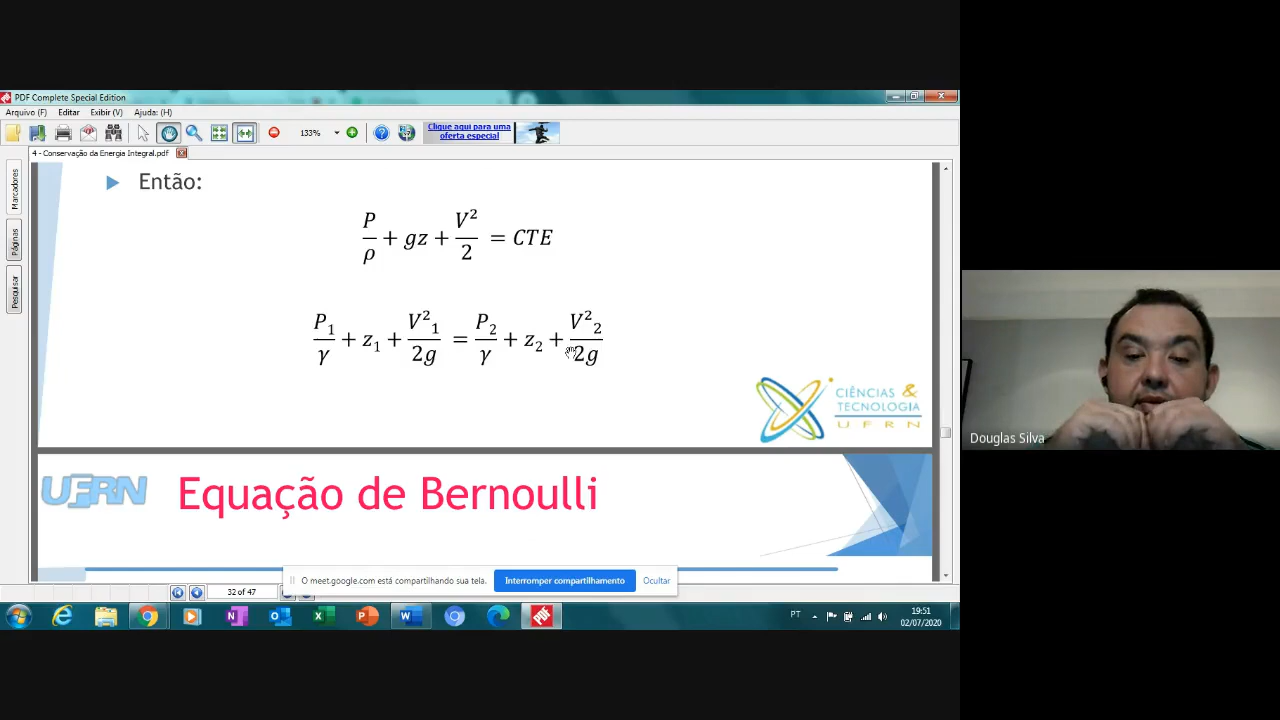 PDF Complete Special Edition
Arquivo (F) Editar Exibir (V) Ajuda: (H)
133%
Clique aqui para uma
oferta especial
4 - Conservação da Energia Integral.pdf
Marcadores
Páginas
Pesquisar
Então:
P/ρ + gz + V²/2 = CTE
P₁/γ + z₁ + V²₁/2g = P₂/γ + z₂ + V²₂/2g
CIÊNCIAS &
TECNOLOGIA
UFRN
UFRN
Equação de Bernoulli
O meet.google.com está compartilhando sua tela. Interromper compartilhamento Ocultar
32 of 47
PT
19:51
02/07/2020
Douglas Silva